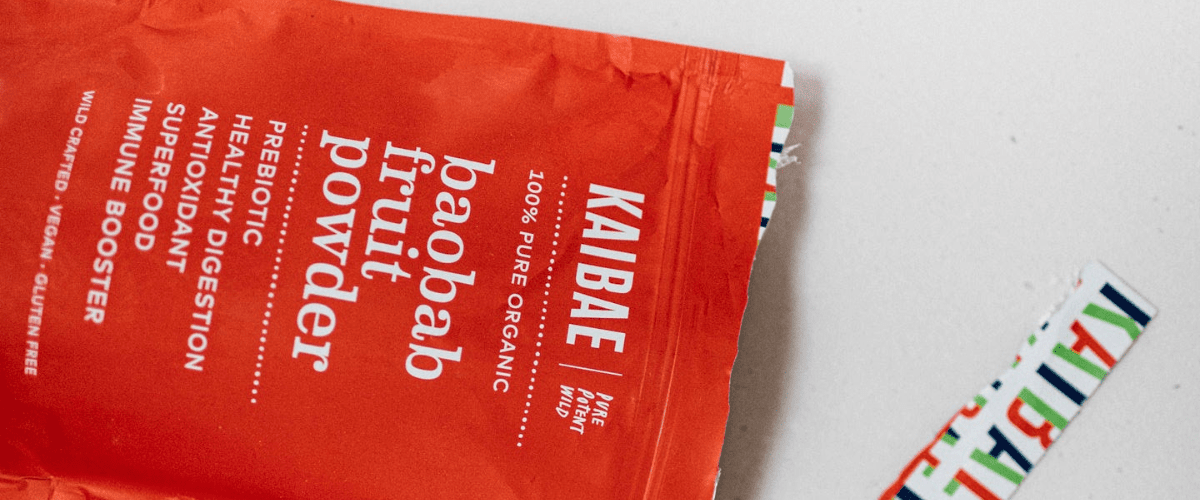 KAIBAE
PURE
POTENT
WILD
100% PURE ORGANIC
baobab
fruit
powder
PREBIOTIC
HEALTHY DIGESTION
ANTIOXIDANT
SUPERFOOD
IMMUNE BOOSTER
WILD CRAFTED · VEGAN · GLUTEN FREE
KAIBAE